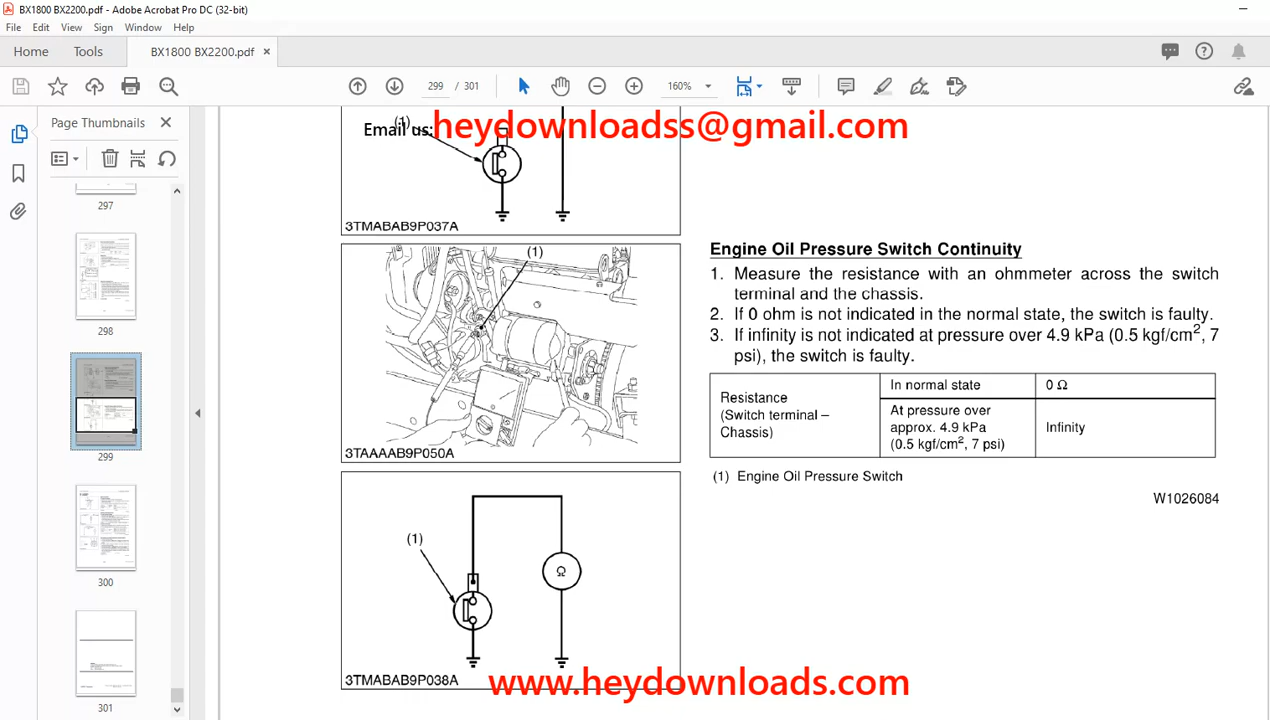 BX1800 BX2200.pdf - Adobe Acrobat Pro DC (32-bit)
File Edit View Sign Window Help
Home Tools BX1800 BX2200.pdf ×
299 / 301 160%
Page Thumbnails
297
298
299
300
301
Email us: heydownloadss@gmail.com
(1)
3TMABAB9P037A
(1)
3TAAAAB9P050A
Engine Oil Pressure Switch Continuity
1. Measure the resistance with an ohmmeter across the switch
terminal and the chassis.
2. If 0 ohm is not indicated in the normal state, the switch is faulty.
3. If infinity is not indicated at pressure over 4.9 kPa (0.5 kgf/cm², 7
psi), the switch is faulty.
Resistance
(Switch terminal –
Chassis)
In normal state
0 Ω
At pressure over
approx. 4.9 kPa
(0.5 kgf/cm², 7 psi)
Infinity
(1) Engine Oil Pressure Switch
W1026084
(1)
Ω
3TMABAB9P038A
www.heydownloads.com